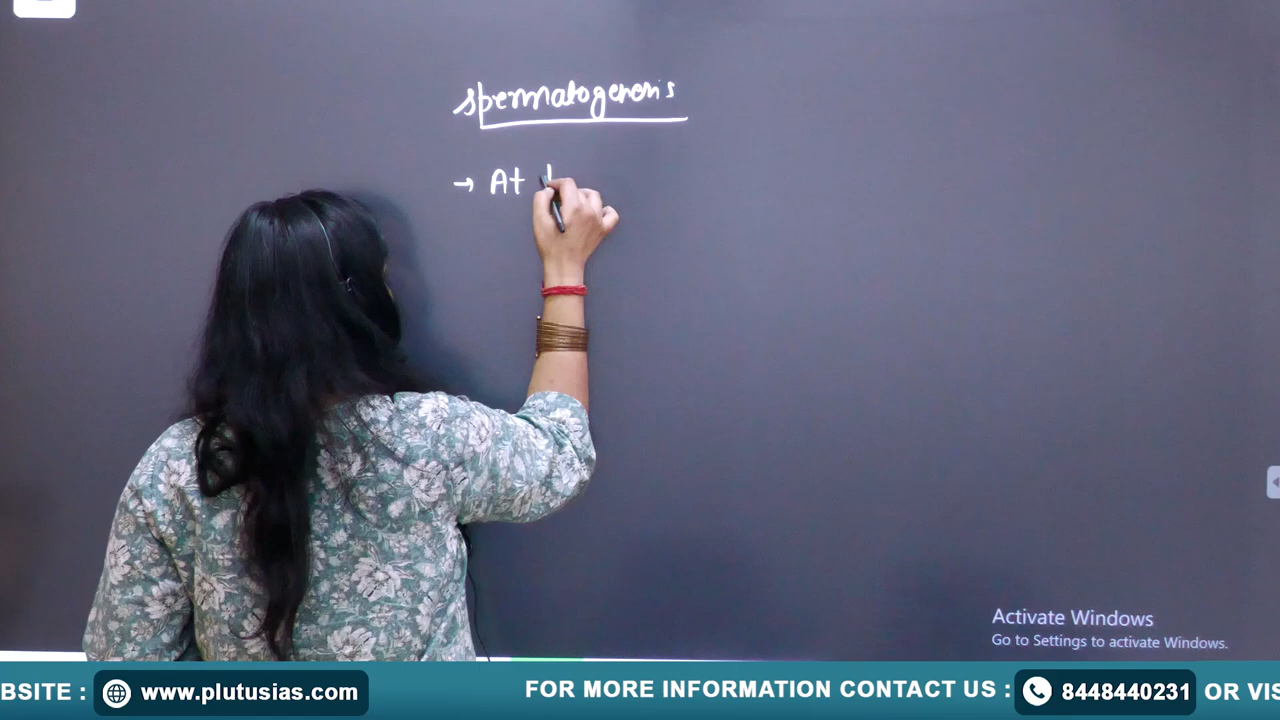 spermatogenesis
→ At
Activate Windows
Go to Settings to activate Windows.
BSITE : www.plutusias.com FOR MORE INFORMATION CONTACT US : 8448440231 OR VIS